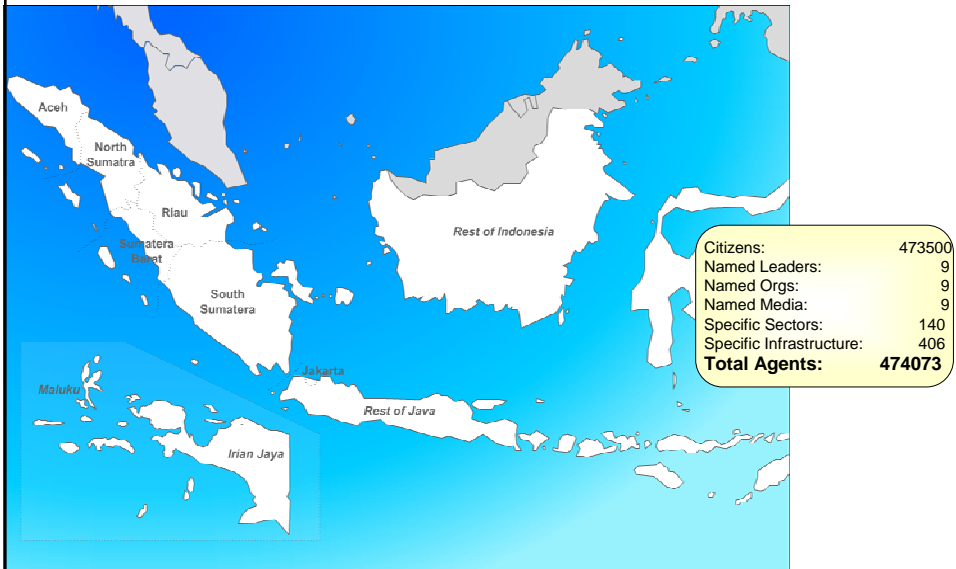 Aceh
North
Sumatra
Riau
Sumatera
Barat
South
Sumatera
Rest of Indonesia
Jakarta
Rest of Java
Maluku
Irian Jaya
Citizens: 473500
Named Leaders: 9
Named Orgs: 9
Named Media: 9
Specific Sectors: 140
Specific Infrastructure: 406
Total Agents: 474073